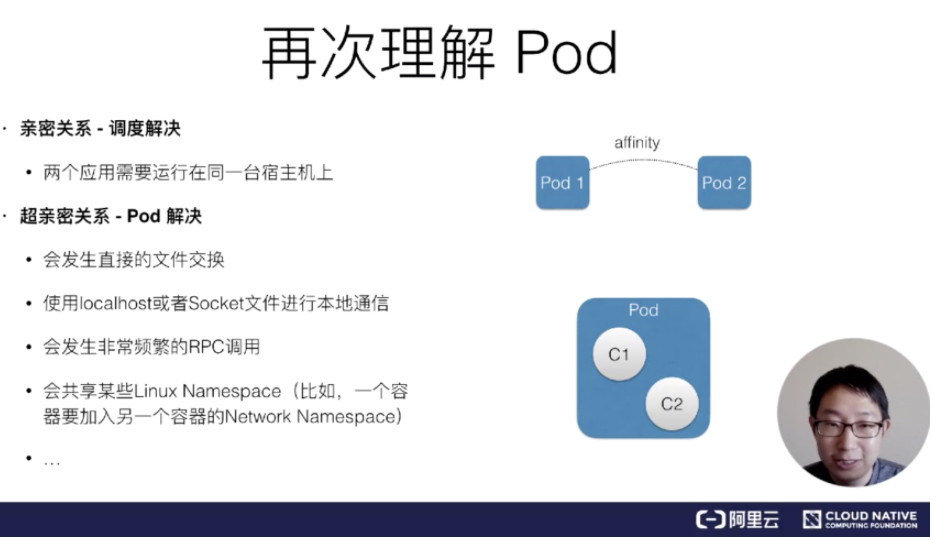 再次理解 Pod
· 亲密关系 - 调度解决
• 两个应用需要运行在同一台宿主机上
· 超亲密关系 - Pod 解决
• 会发生直接的文件交换
• 使用localhost或者Socket文件进行本地通信
• 会发生非常频繁的RPC调用
• 会共享某些Linux Namespace（比如，一个容
器要加入另一个容器的Network Namespace）
• …
affinity
Pod 1
Pod 2
Pod
C1
C2
阿里云
CLOUD NATIVE
COMPUTING FOUNDATION